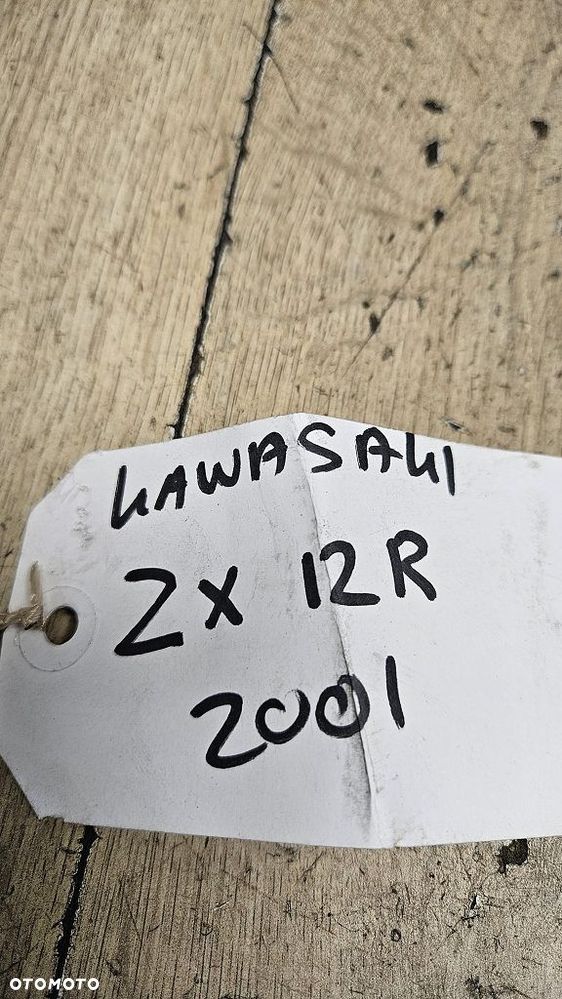 KAWASAKI
ZX 12R
2001
OTOMOTO